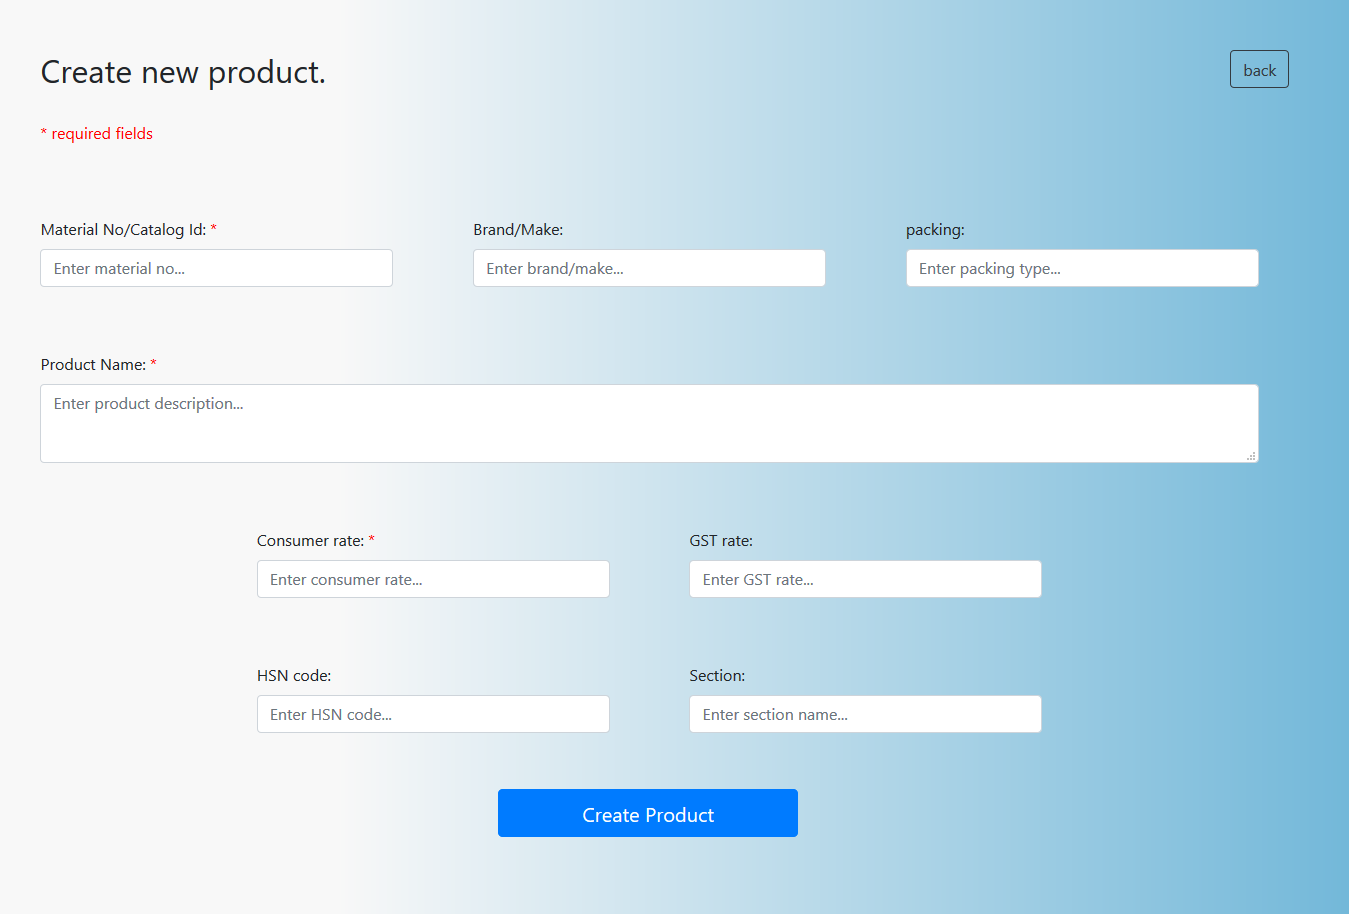 Create new product.
back
* required fields
Material No/Catalog Id: *
Brand/Make:
packing:
Enter material no...
Enter brand/make...
Enter packing type...
Product Name: *
Enter product description...
Consumer rate: *
GST rate:
Enter consumer rate...
Enter GST rate...
HSN code:
Section:
Enter HSN code...
Enter section name...
Create Product